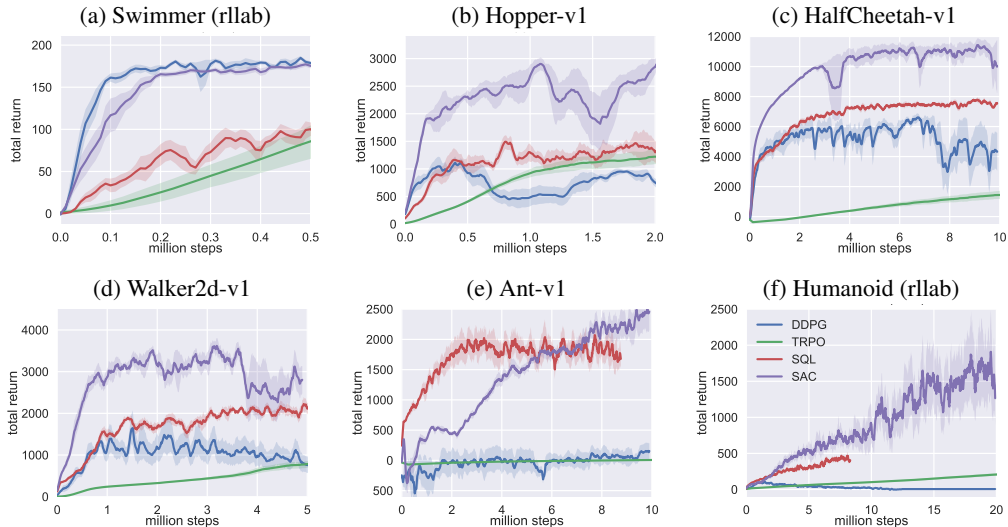 (a) Swimmer (rllab)
200
150
100
50
0
0.0 0.1 0.2 0.3 0.4 0.5
total return
million steps
(b) Hopper-v1
3000
2500
2000
1500
1000
500
0
0.0 0.5 1.0 1.5 2.0
total return
million steps
(c) HalfCheetah-v1
12000
10000
8000
6000
4000
2000
0
0 2 4 6 8 10
total return
million steps
(d) Walker2d-v1
4000
3000
2000
1000
0
0 1 2 3 4 5
total return
million steps
(e) Ant-v1
2500
2000
1500
1000
500
0
500
0 2 4 6 8 10
total return
million steps
(f) Humanoid (rllab)
2500
2000
1500
1000
500
0
0 5 10 15 20
total return
million steps
DDPG
TRPO
SQL
SAC